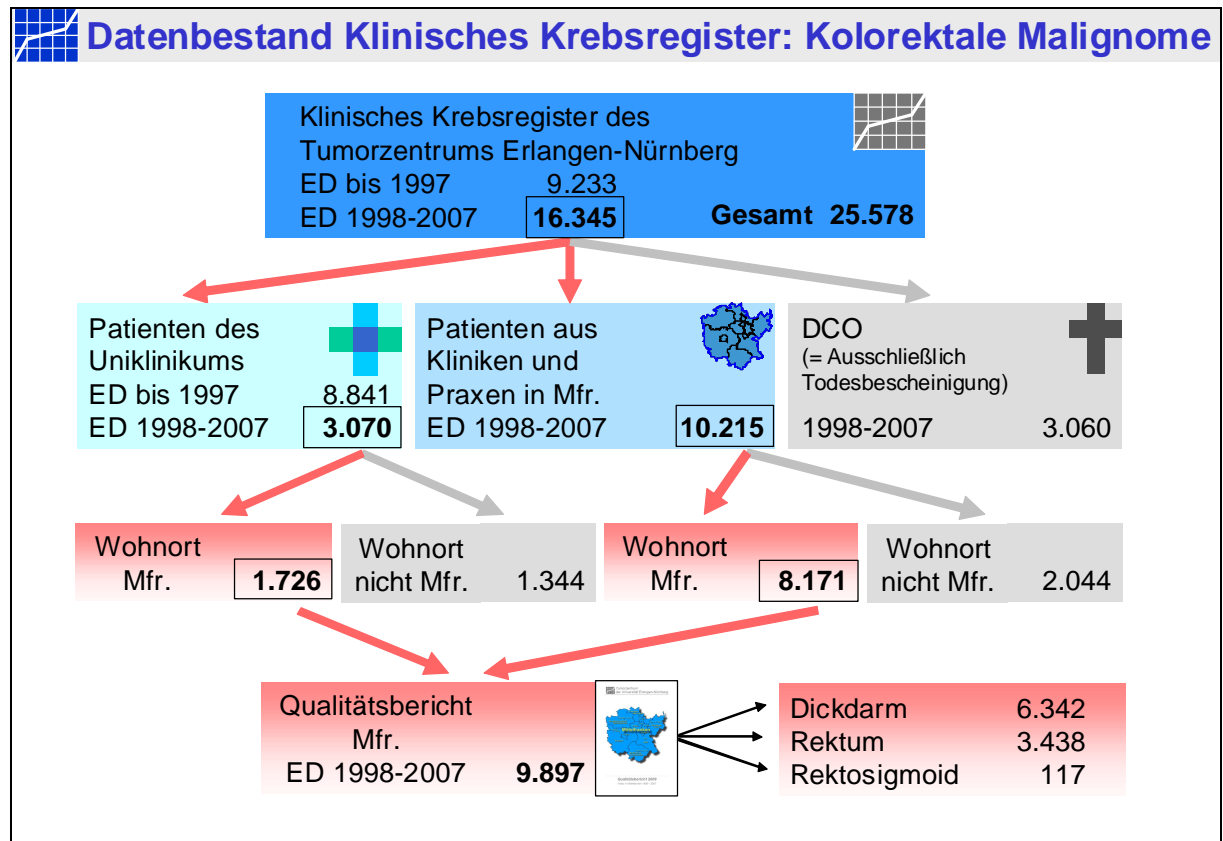 Datenbestand Klinisches Krebsregister: Kolorektale Malignome
Klinisches Krebsregister des
Tumorzentrums Erlangen-Nürnberg
ED bis 1997 9.233
ED 1998-2007 16.345 Gesamt 25.578
Patienten des
Uniklinikums
ED bis 1997 8.841
ED 1998-2007 3.070
Patienten aus
Kliniken und
Praxen in Mfr.
ED 1998-2007 10.215
DCO
(= Ausschließlich
Todesbescheinigung)
1998-2007 3.060
Wohnort
Mfr. 1.726
Wohnort
nicht Mfr. 1.344
Wohnort
Mfr. 8.171
Wohnort
nicht Mfr. 2.044
Qualitätsbericht
Mfr.
ED 1998-2007 9.897
Dickdarm 6.342
Rektum 3.438
Rektosigmoid 117